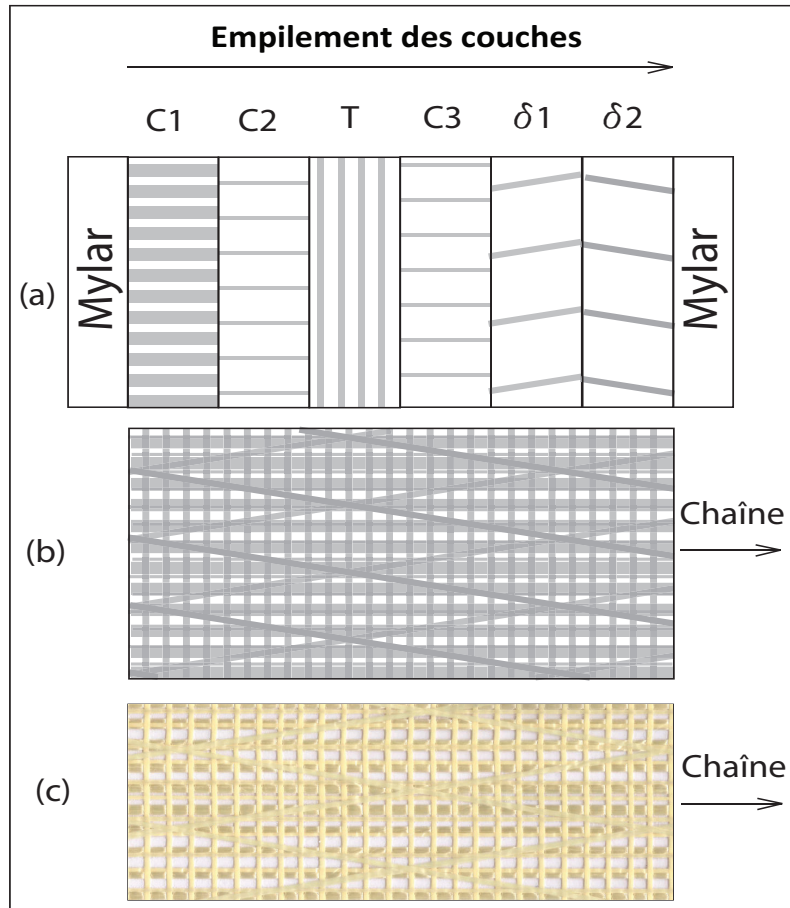 Empilement des couches
C1 C2 T C3 δ1 δ2
Mylar Mylar
(a)
(b)
Chaîne
(c)
Chaîne